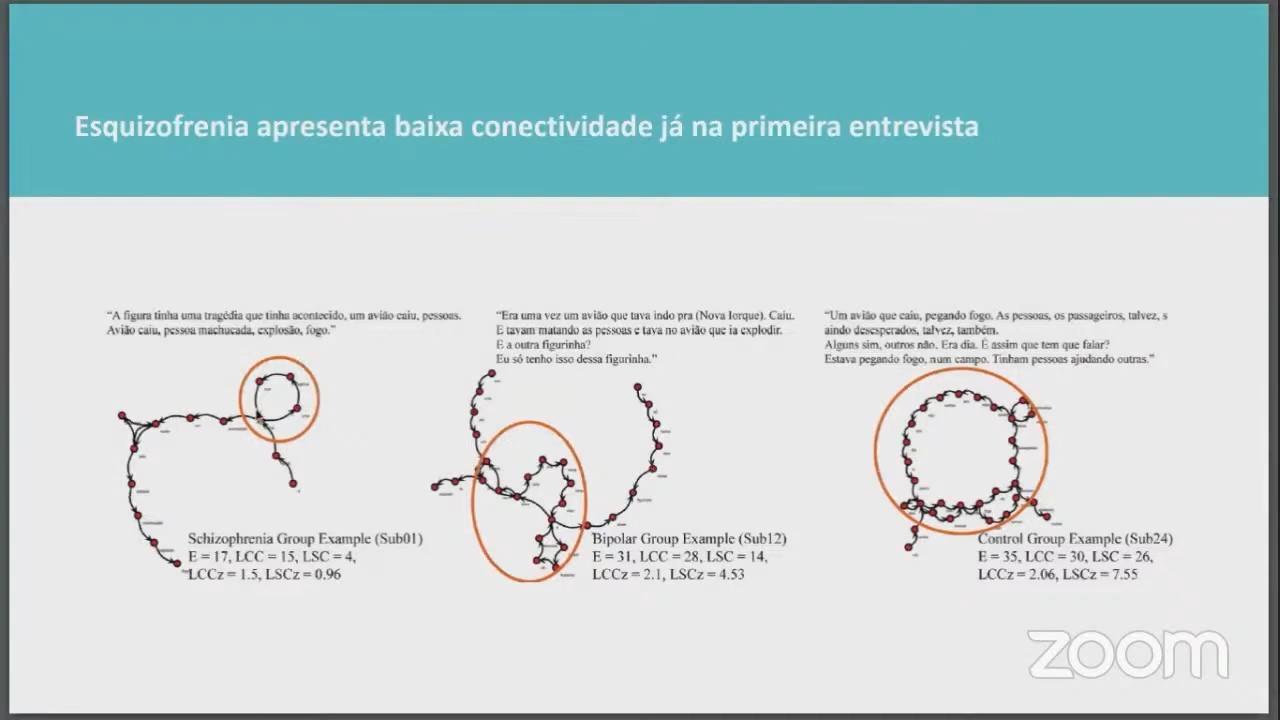 Esquizofrenia apresenta baixa conectividade já na primeira entrevista
“A figura tinha uma tragédia que tinha acontecido, um avião caiu, pessoas.
Avião caiu, pessoa machucada, explosão, fogo.”
“Era uma vez um avião que tava indo pra (Nova Iorque). Caiu.
E tavam matando as pessoas e tava no avião que ia explodir.
E a outra figurinha?
Eu só tenho isso dessa figurinha.”
“Um avião que caiu, pegando fogo. As pessoas, os passageiros, talvez, s
aindo desesperados, talvez, também.
Alguns sim, outros não. Era dia. É assim que tem que falar?
Estava pegando fogo, num campo. Tinham pessoas ajudando outras.”
Schizophrenia Group Example (Sub01)
E = 17, LCC = 15, LSC = 4,
LCCz = 1.5, LSCz = 0.96
Bipolar Group Example (Sub12)
E = 31, LCC = 28, LSC = 14,
LCCz = 2.1, LSCz = 4.53
Control Group Example (Sub24)
E = 35, LCC = 30, LSC = 26,
LCCz = 2.06, LSCz = 7.55
zoom